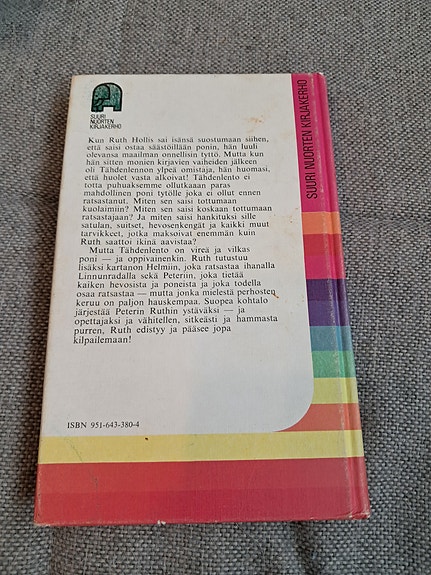 SUURI
NUORTEN
KIRJAKERHO
SUURI NUORTEN KIRJAKERHO
Kun Ruth Hollis sai isänsä suostumaan siihen,
että saisi ostaa säästöillään ponin, hän luuli
olevansa maailman onnellisin tyttö. Mutta kun
hän sitten monien kirjavien vaiheiden jälkeen
oli Tähdenlennon ylpeä omistaja, hän huomasi,
että huolet vasta alkoivat! Tähdenlento ei
totta puhuaksemme ollutkaaan paras
mahdollinen poni tytölle joka ei ollut ennen
ratsastanut. Miten sen saisi tottumaan
kuolaimiin? Miten sen saisi koskaan tottumaan
ratsastajaan? Ja miten saisi hankituksi sille
satulan, suitset, hevosenkengät ja kaikki muut
tarvikkeet, jotka maksoivat enemmän kuin
Ruth saattoi ikinä aavistaa?
Mutta Tähdenlento on vireä ja vilkas
poni — ja oppivainenkin. Ruth tutustuu
lisäksi kartanon Helmiin, joka ratsastaa ihanalla
Linnunradalla sekä Peteriin, joka tietää
kaiken hevosista ja poneista ja joka todella
osaa ratsastaa — mutta jonka mielestä perhosten
keruu on paljon hauskempaa. Suopea kohtalo
järjestää Peterin Ruthin ystäväksi — ja
opettajaksi ja vähitellen, sitkeästi ja hammasta
purren, Ruth edistyy ja pääsee jopa
kilpailemaan!
ISBN 951-643-380-4